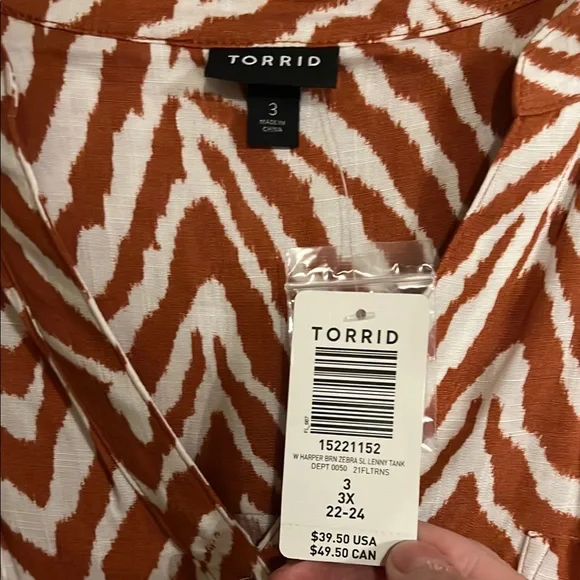 TORRID
3
MADE IN
CHINA
TORRID
FL_667
15221152
W HARPER BRN ZEBRA SL LENNY TANK
DEPT 0050 21FLTRNS
3
3X
22-24
$39.50 USA
$49.50 CAN